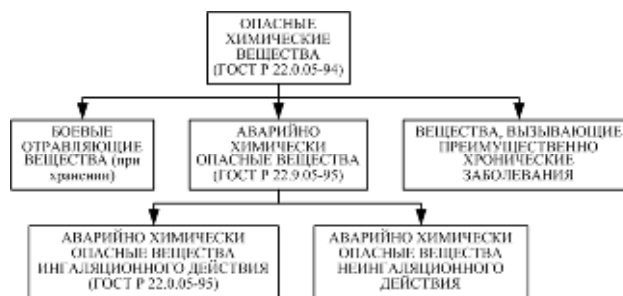 ОПАСНЫЕ
ХИМИЧЕСКИЕ
ВЕЩЕСТВА
(ГОСТ Р 22.0.05-94)
БОЕВЫЕ
ОТРАВЛЯЮЩИЕ
ВЕЩЕСТВА (при
хранении)
АВАРИЙНО
ХИМИЧЕСКИ
ОПАСНЫЕ ВЕЩЕСТВА
(ГОСТ Р 22.9.05-95)
ВЕЩЕСТВА, ВЫЗЫВАЮЩИЕ
ПРЕИМУЩЕСТВЕННО
ХРОНИЧЕСКИЕ
ЗАБОЛЕВАНИЯ
АВАРИЙНО ХИМИЧЕСКИ
ОПАСНЫЕ ВЕЩЕСТВА
ИНГАЛЯЦИОННОГО ДЕЙСТВИЯ
(ГОСТ Р 22.0.05-95)
АВАРИЙНО ХИМИЧЕСКИ
ОПАСНЫЕ ВЕЩЕСТВА
НЕИНГАЛЯЦИОННОГО
ДЕЙСТВИЯ